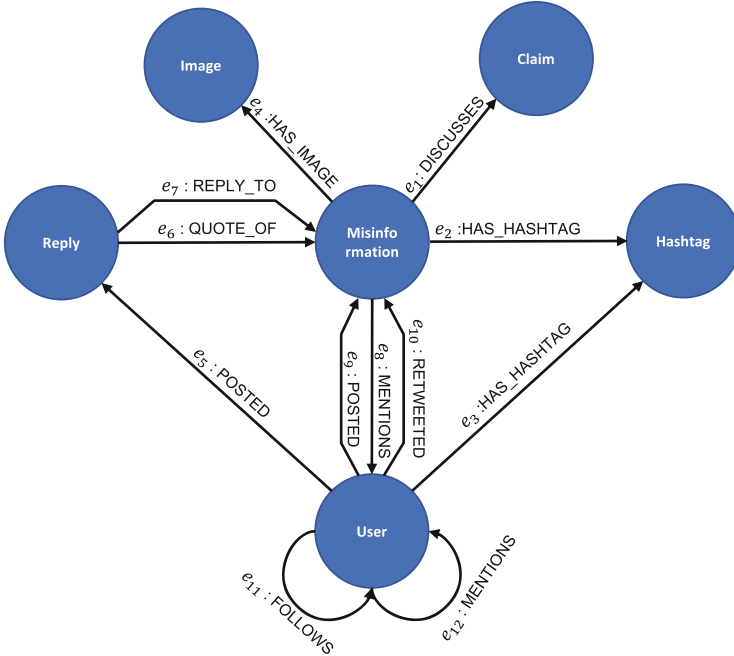 Image
Claim
e4 :HAS_IMAGE
e1: DISCUSSES
e7 : REPLY_TO
e6 : QUOTE_OF
Reply
Misinfo
rmation
e2 :HAS_HASHTAG
Hashtag
e5 : POSTED
e9 : POSTED
e8 : MENTIONS
e10 : RETWEETED
e3 :HAS_HASHTAG
User
e11 : FOLLOWS
e12 : MENTIONS